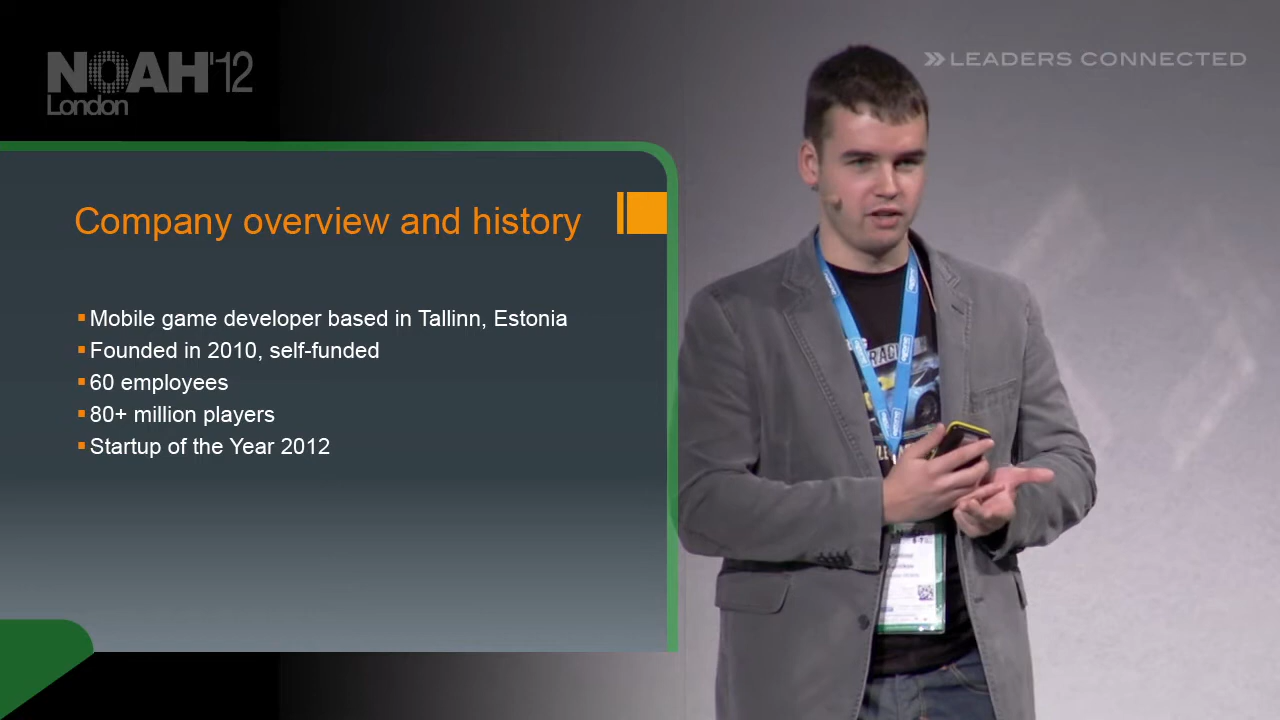 NOAH'12
London
LEADERS CONNECTED
Company overview and history
Mobile game developer based in Tallinn, Estonia
Founded in 2010, self-funded
60 employees
80+ million players
Startup of the Year 2012